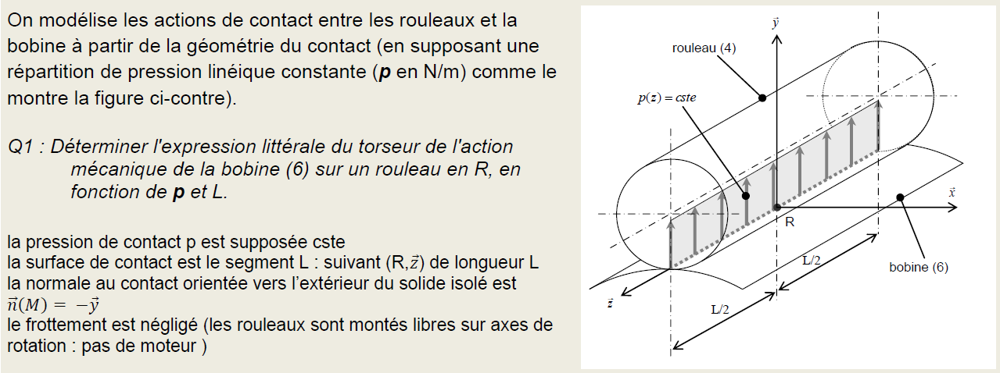 On modélise les actions de contact entre les rouleaux et la
bobine à partir de la géométrie du contact (en supposant une
répartition de pression linéique constante (p en N/m) comme le
montre la figure ci-contre).
Q1 : Déterminer l'expression littérale du torseur de l'action
mécanique de la bobine (6) sur un rouleau en R, en
fonction de p et L.
la pression de contact p est supposée cste
la surface de contact est le segment L : suivant (R,z⃗) de longueur L
la normale au contact orientée vers l’extérieur du solide isolé est
n⃗(M) = −y⃗
le frottement est négligé (les rouleaux sont montés libres sur axes de
rotation : pas de moteur )
y⃗
rouleau (4)
p(z) = cste
x⃗
R
L/2
bobine (6)
z⃗
L/2